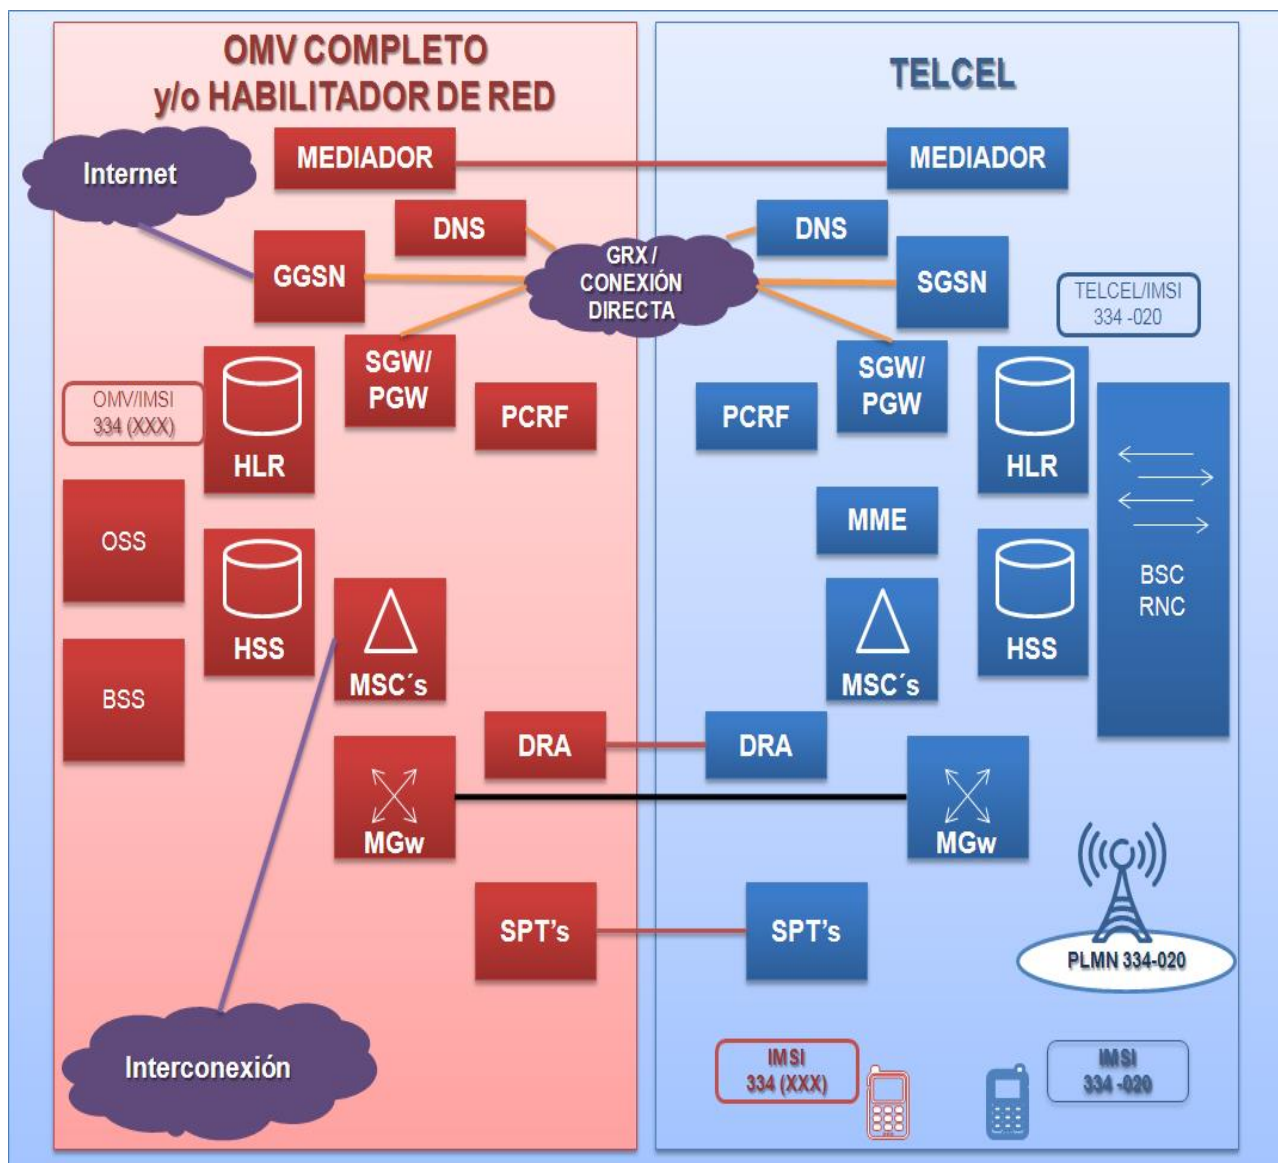 OMV COMPLETO
y/o HABILITADOR DE RED
TELCEL
Internet
MEDIADOR
MEDIADOR
DNS
DNS
GRX /
CONEXIÓN
DIRECTA
GGSN
SGSN
TELCEL/IMSI
334 -020
SGW/
PGW
SGW/
PGW
OMV/IMSI
334 (XXX)
PCRF
PCRF
HLR
HLR
OSS
MME
BSC
RNC
HSS
HSS
BSS
MSC´s
MSC´s
DRA
DRA
MGw
MGw
SPT's
SPT's
PLMN 334-020
Interconexión
IMSI
334 (XXX)
IMSI
334 -020